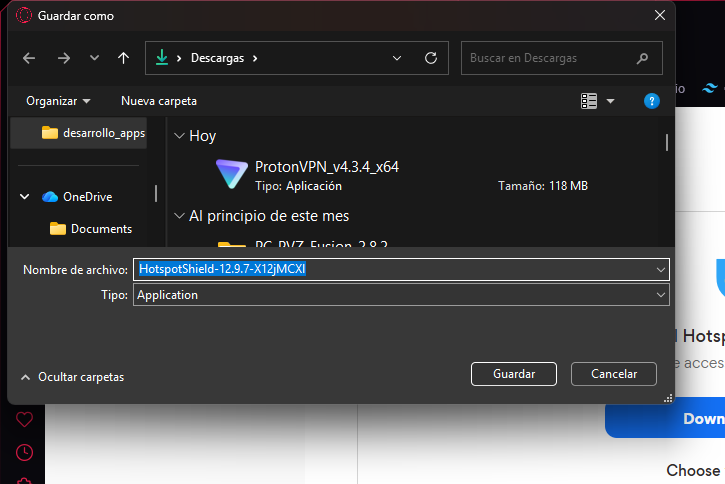 Guardar como
Descargas
Buscar en Descargas
Organizar
Nueva carpeta
io
desarrollo_apps
Hoy
ProtonVPN_v4.3.4_x64
Tipo: Aplicación
Tamaño: 118 MB
OneDrive
Documents
Al principio de este mes
PC_PVZ_Fusion_2.8.2
Nombre de archivo:
HotspotShield-12.9.7-X12jMCXI
Tipo:
Application
Hotsp
e acces
Ocultar carpetas
Guardar
Cancelar
Down
Choose